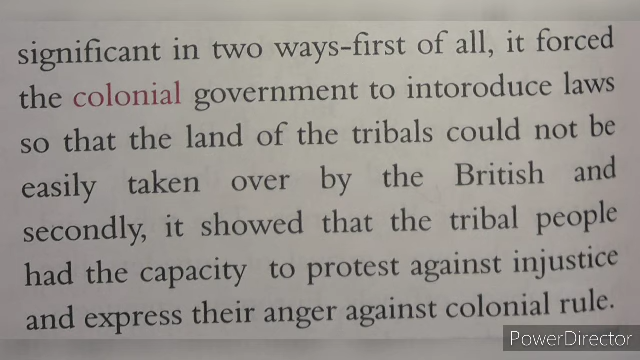 significant in two ways-first of all, it forced
the colonial government to intoroduce laws
so that the land of the tribals could not be
easily taken over by the British and
secondly, it showed that the tribal people
had the capacity to protest against injustice
and express their anger against colonial rule.
PowerDirector